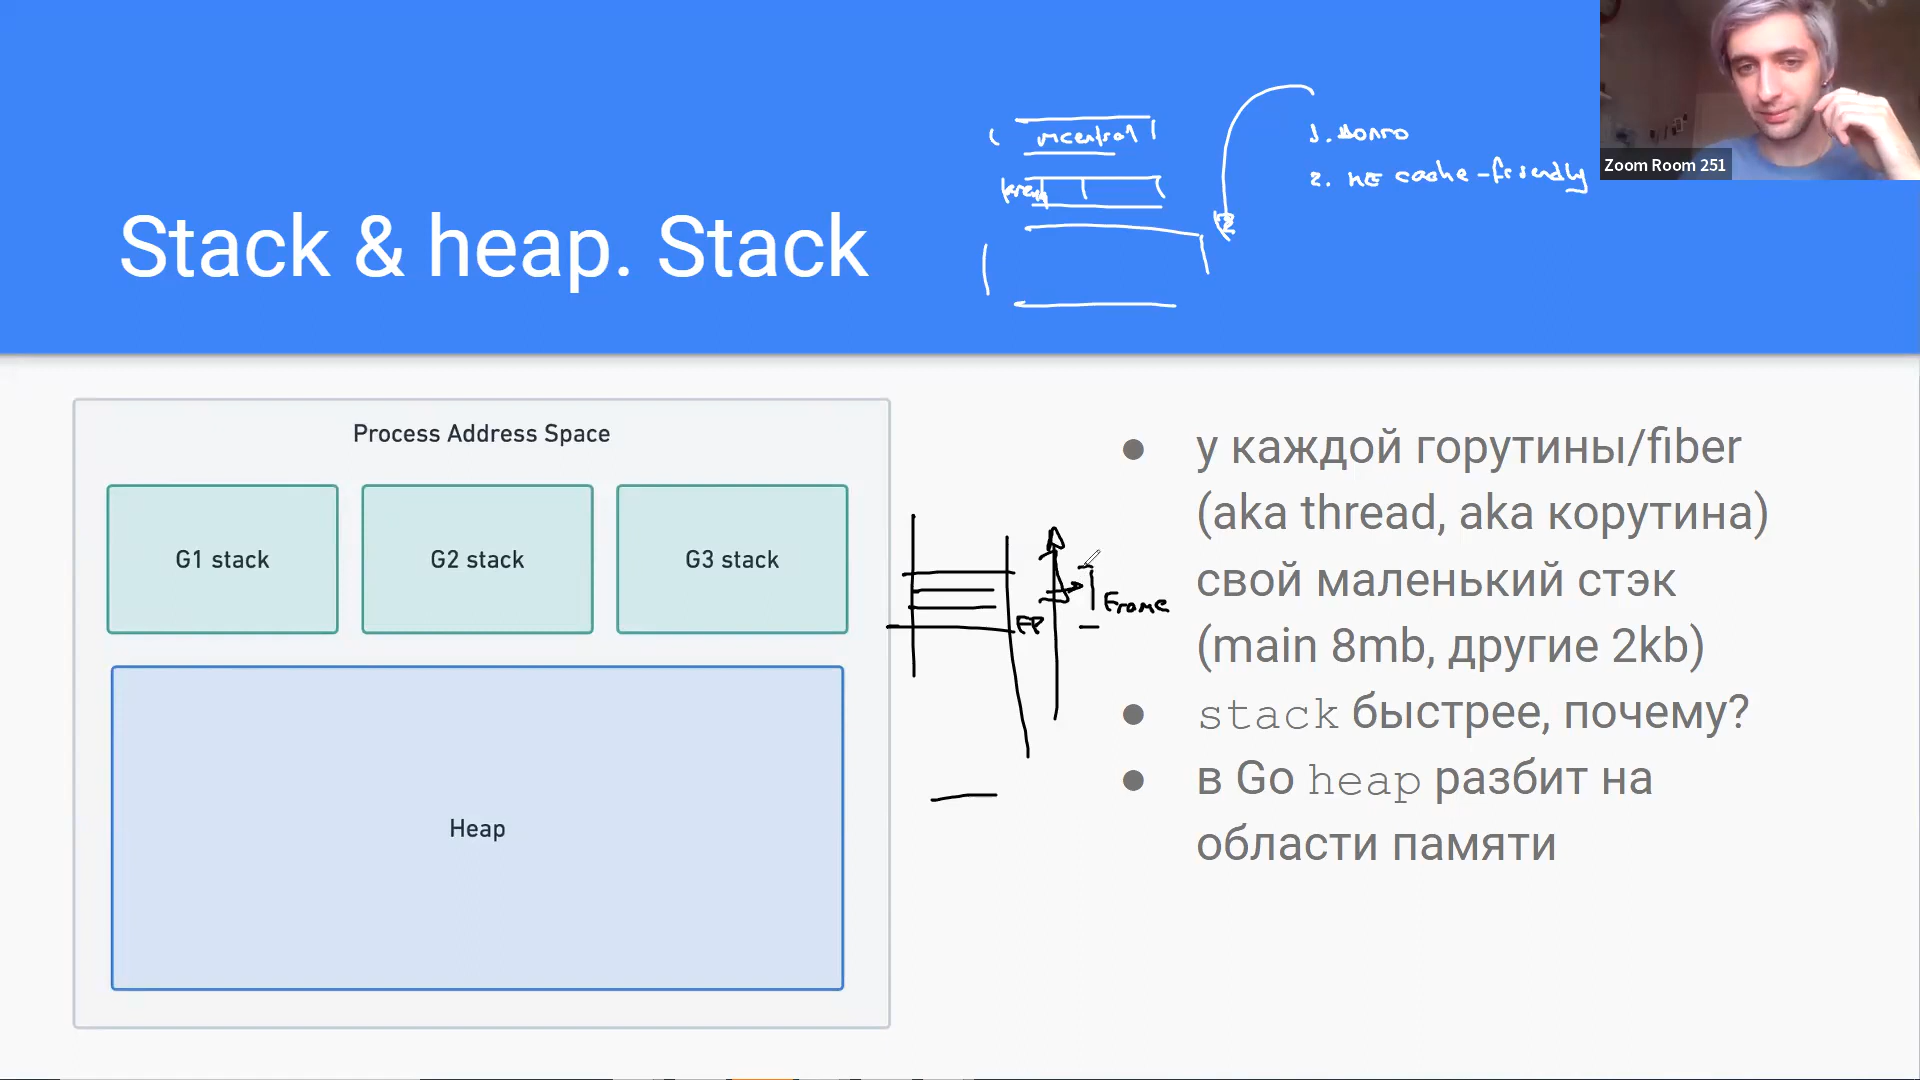 Zoom Room 251
mcentral
1. долго
2. не cache-friendly
Stack & heap. Stack
Process Address Space
G1 stack
G2 stack
G3 stack
Heap
FP
Frame
● у каждой горутины/fiber
(aka thread, aka корутина)
свой маленький стэк
(main 8mb, другие 2kb)
● stack быстрее, почему?
● в Go heap разбит на
области памяти